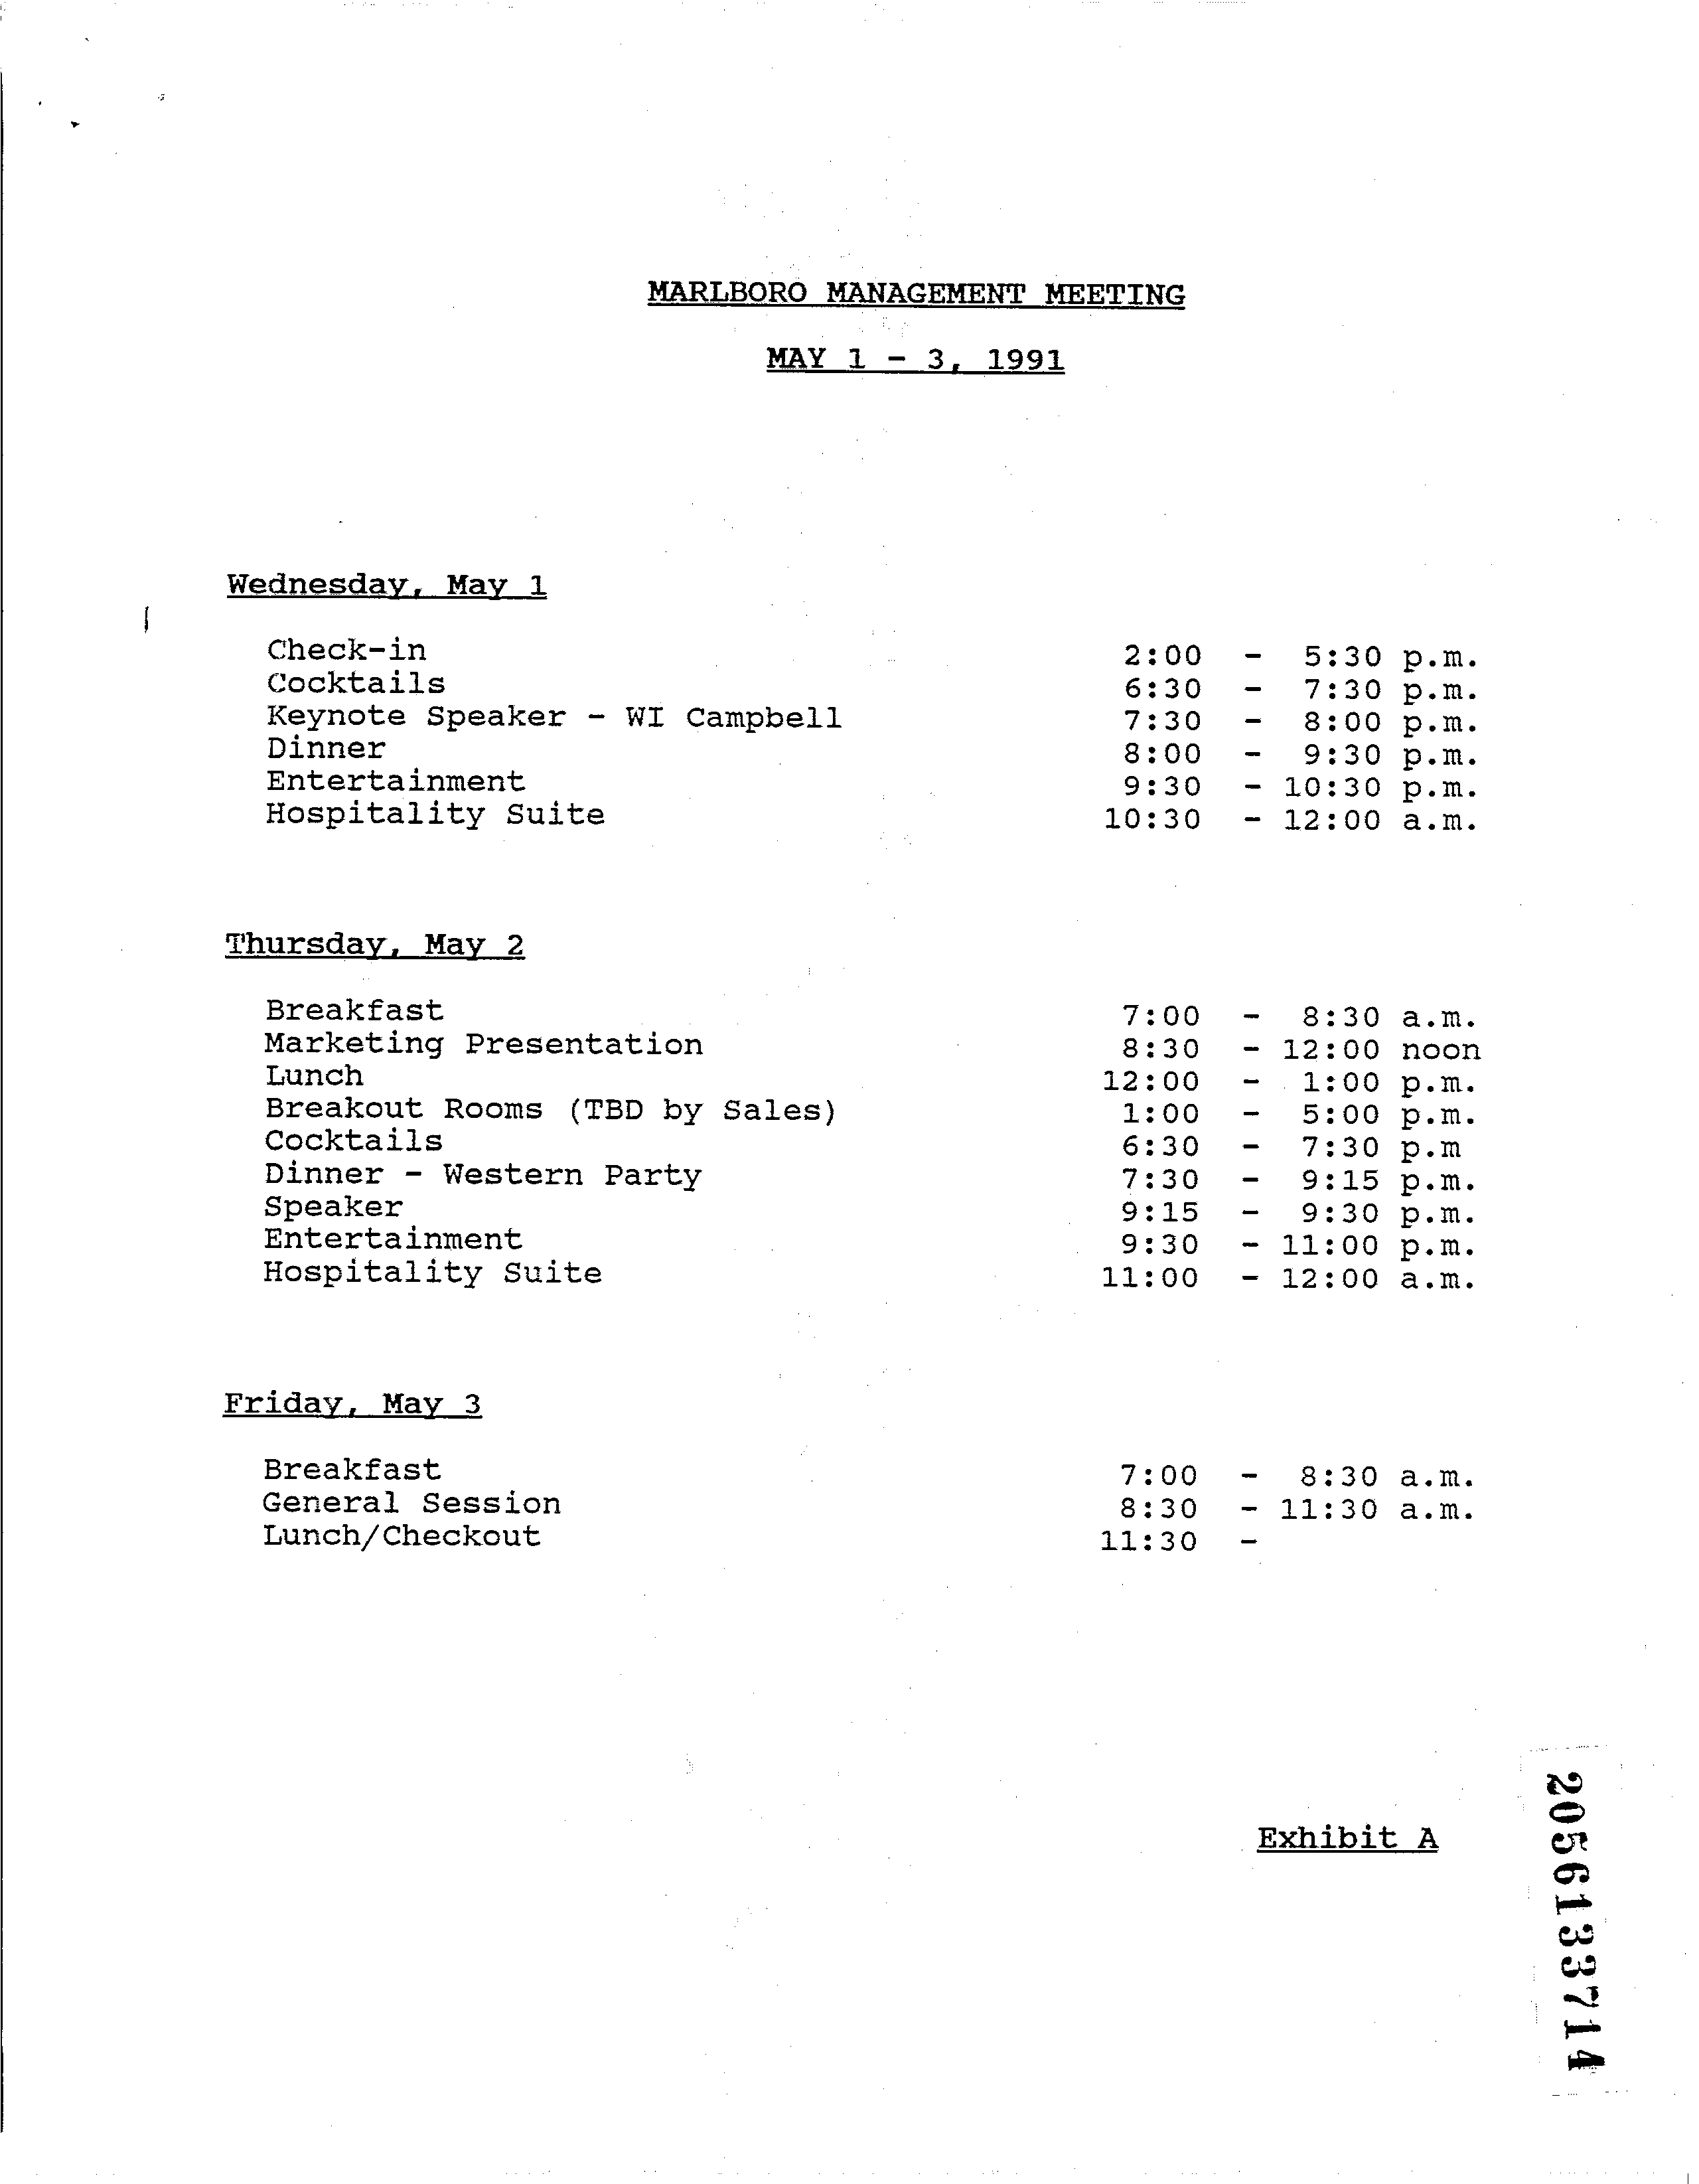 MARLBORO MANAGEMENT MEETING
MAY 1 - 3, 1991
Wednesday, May 1
Check-in 2:00 - 5:30 p.m.
Cocktails 6:30 - 7:30 p.m.
Keynote Speaker - WI Campbell 7:30 - 8:00 p.m.
Dinner 8:00 - 9:30 p.m.
Entertainment 9:30 - 10:30 p.m.
Hospitality Suite 10:30 - 12:00 a.m.
Thursday, May 2
Breakfast 7:00 - 8:30 a.m.
Marketing Presentation 8:30 - 12:00 noon
Lunch 12:00 - 1:00 p.m.
Breakout Rooms (TBD by Sales) 1:00 - 5:00 p.m.
Cocktails 6:30 - 7:30 p.m
Dinner - Western Party 7:30 - 9:15 p.m.
Speaker 9:15 - 9:30 p.m.
Entertainment 9:30 - 11:00 p.m.
Hospitality Suite 11:00 - 12:00 a.m.
Friday, May 3
Breakfast 7:00 - 8:30 a.m.
General Session 8:30 - 11:30 a.m.
Lunch/Checkout 11:30 -
Exhibit A
2056133714